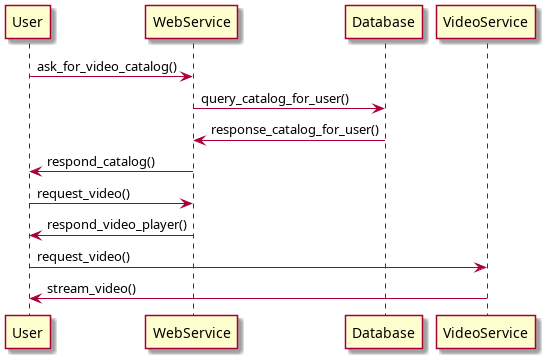 User WebService Database VideoService
ask_for_video_catalog()
query_catalog_for_user()
response_catalog_for_user()
respond_catalog()
request_video()
respond_video_player()
request_video()
stream_video()
User WebService Database VideoService